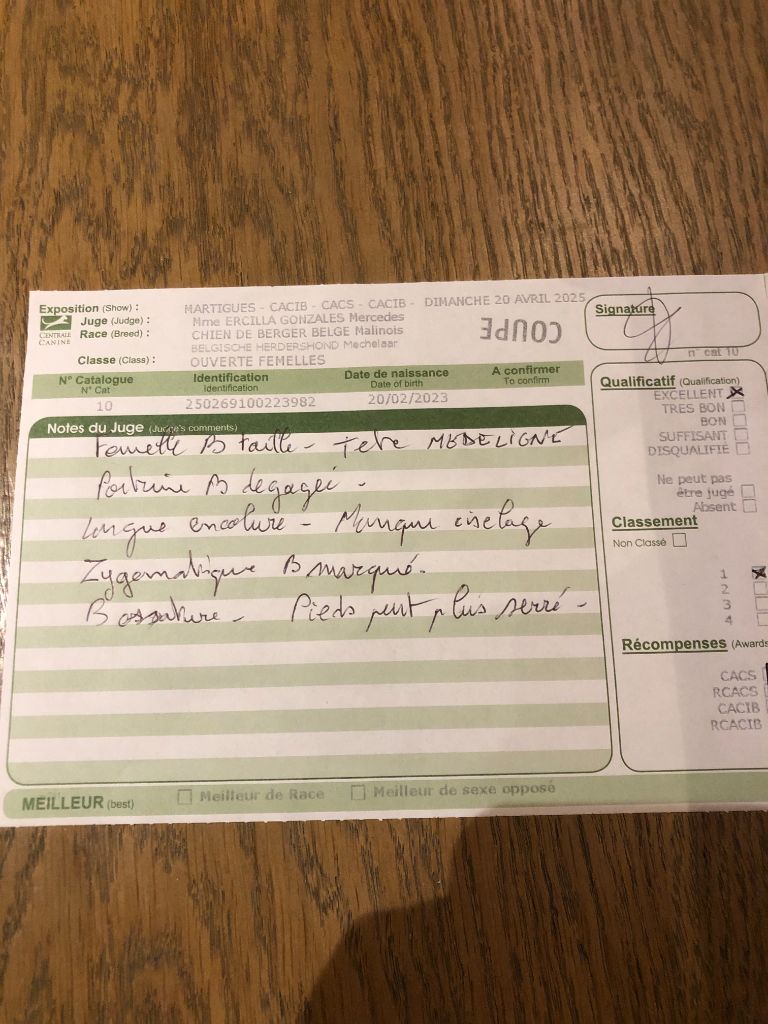 Exposition (Show) : MARTIGUES - CACIB - CACS - CACIB - DIMANCHE 20 AVRIL 2025
CENTRALE CANINE
Juge (Judge) : Mme ERCILLA GONZALES Mercedes
Race (Breed) : CHIEN DE BERGER BELGE Malinois
BELGISCHE HERDERSHOND Mechelaar
Classe (Class) : OUVERTE FEMELLES
COUPE
Signature
n° cat 10
N° Catalogue Identification Date de naissance A confirmer
N° Cat Identification Date of birth To confirm
10 250269100223982 20/02/2023
Notes du Juge (Judge's comments)
Femelle B taille - Tete MEDELIGNÉ
Poitrine B degageé -
Longue encolure - Manque ciselage
Zygomatique B marqué.
B ossature - Pieds peut plus serré -
Qualificatif (Qualification)
EXCELLENT
TRES BON
BON
SUFFISANT
DISQUALIFIÉ
Ne peut pas
être jugé
Absent
Classement
Non Classé
1
2
3
4
Récompenses (Awards
CACS
RCACS
CACIB
RCACIB
MEILLEUR (best) Meilleur de Race Meilleur de sexe opposé